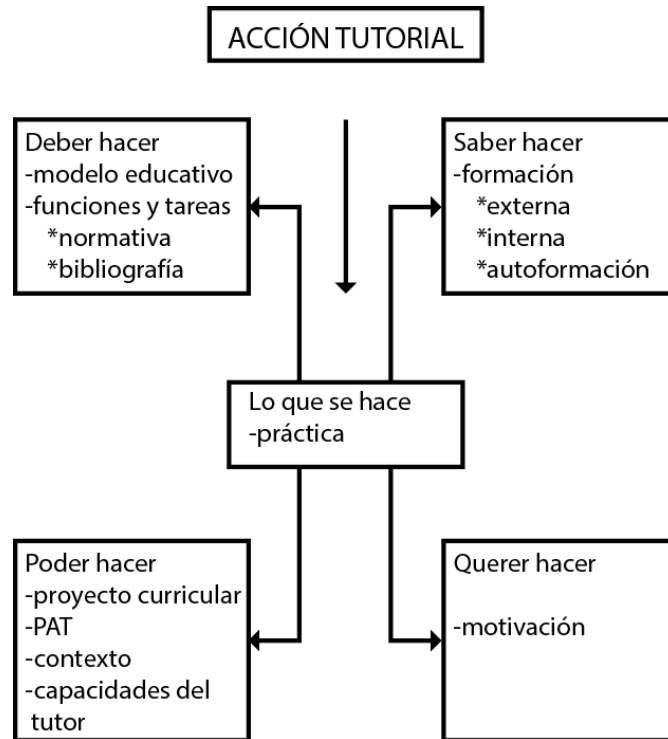 ACCIÓN TUTORIAL
Deber hacer
-modelo educativo
-funciones y tareas
*normativa
*bibliografía
Saber hacer
-formación
*externa
*interna
*autoformación
Lo que se hace
-práctica
Poder hacer
-proyecto curricular
-PAT
-contexto
-capacidades del
tutor
Querer hacer
-motivación